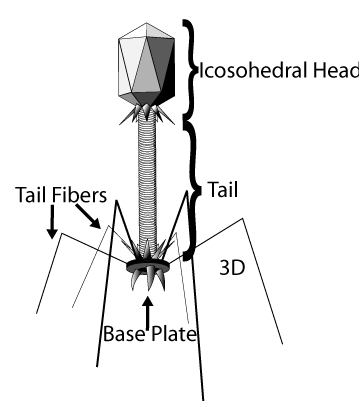 Icosohedral Head
Tail
Tail Fibers
3D
Base Plate